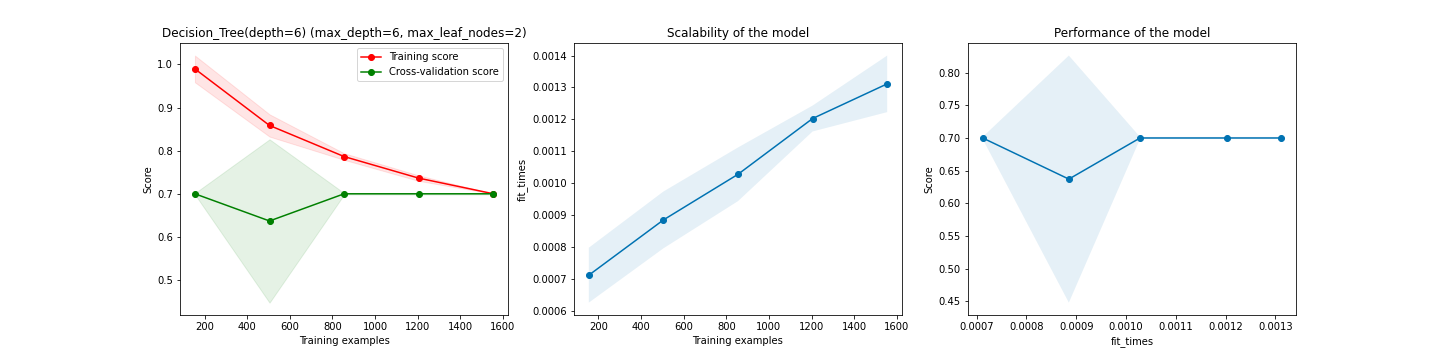 Decision_Tree(depth=6) (max_depth=6, max_leaf_nodes=2)
Training score
Cross-validation score
Score
1.0
0.9
0.8
0.7
0.6
0.5
200 400 600 800 1000 1200 1400 1600
Training examples
Scalability of the model
fit_times
0.0014
0.0013
0.0012
0.0011
0.0010
0.0009
0.0008
0.0007
0.0006
200 400 600 800 1000 1200 1400 1600
Training examples
Performance of the model
Score
0.80
0.75
0.70
0.65
0.60
0.55
0.50
0.45
0.0007 0.0008 0.0009 0.0010 0.0011 0.0012 0.0013
fit_times